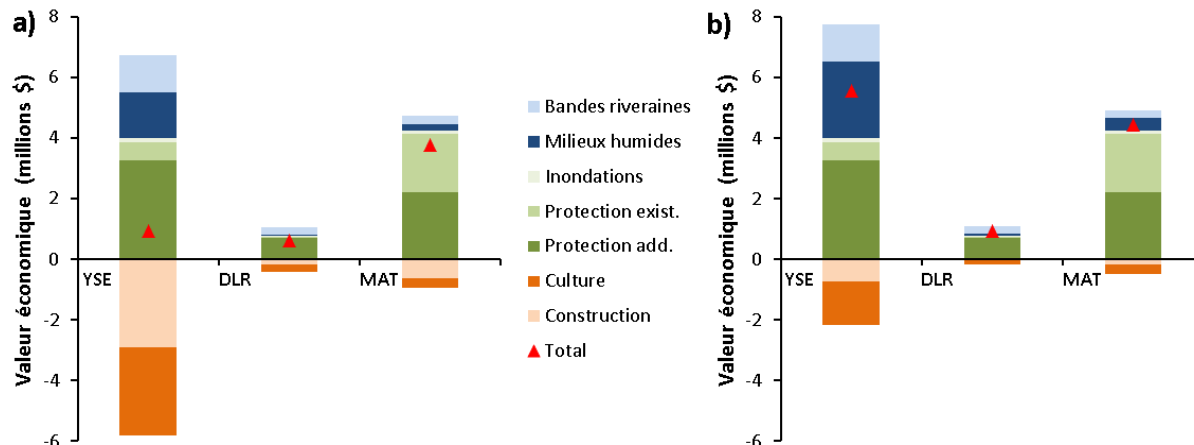 a)
Valeur économique (millions $)
8
6
4
2
0
-2
-4
-6
YSE
DLR
MAT
Bandes riveraines
Milieux humides
Inondations
Protection exist.
Protection add.
Culture
Construction
Total
b)
Valeur économique (millions $)
8
6
4
2
0
-2
-4
-6
YSE
DLR
MAT